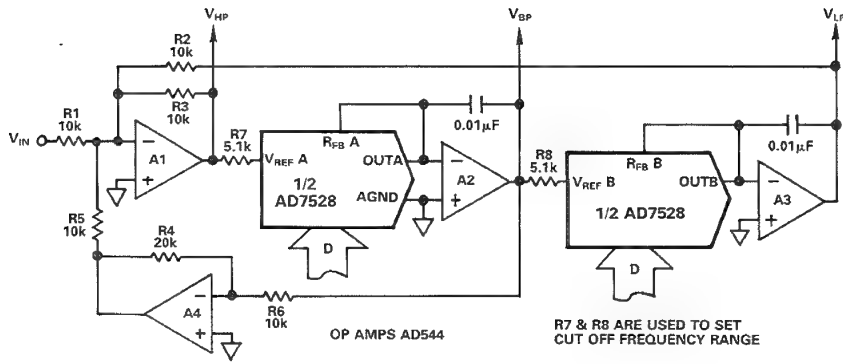 V_HP
V_BP
V_LP
R2
10k
R3
10k
R1
10k
V_IN
A1
R7
5.1k
R_FB A
V_REF A
OUTA
1/2
AD7528
AGND
D
0.01μF
A2
R8
5.1k
R_FB B
V_REF B
OUTB
1/2 AD7528
D
0.01μF
A3
R5
10k
R4
20k
A4
R6
10k
OP AMPS AD544
R7 & R8 ARE USED TO SET
CUT OFF FREQUENCY RANGE